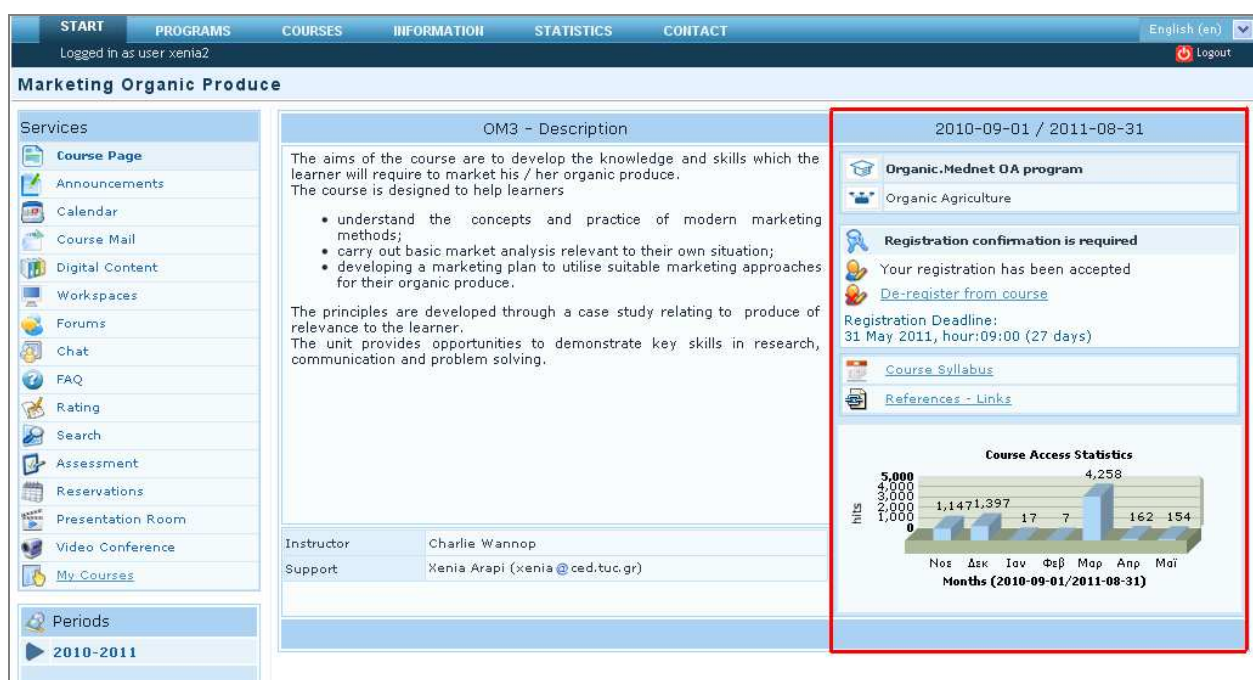 START PROGRAMS COURSES INFORMATION STATISTICS CONTACT English (en)
Logged in as user xenia2 Logout
Marketing Organic Produce
Services
Course Page
Announcements
Calendar
Course Mail
Digital Content
Workspaces
Forums
Chat
FAQ
Rating
Search
Assessment
Reservations
Presentation Room
Video Conference
My Courses
Periods
2010-2011
OM3 - Description
The aims of the course are to develop the knowledge and skills which the
learner will require to market his / her organic produce.
The course is designed to help learners
• understand the concepts and practice of modern marketing
methods;
• carry out basic market analysis relevant to their own situation;
• developing a marketing plan to utilise suitable marketing approaches
for their organic produce.
The principles are developed through a case study relating to produce of
relevance to the learner.
The unit provides opportunities to demonstrate key skills in research,
communication and problem solving.
Instructor Charlie Wannop
Support Xenia Arapi (xenia@ced.tuc.gr)
2010-09-01 / 2011-08-31
Organic.Mednet OA program
Organic Agriculture
Registration confirmation is required
Your registration has been accepted
De-register from course
Registration Deadline:
31 May 2011, hour:09:00 (27 days)
Course Syllabus
References - Links
Course Access Statistics
hits
5,000
4,000
3,000
2,000
1,000
0
1,147 1,397 17 7 4,258 162 154
Νοε Δεκ Ιαν Φεβ Μαρ Απρ Μαϊ
Months (2010-09-01/2011-08-31)